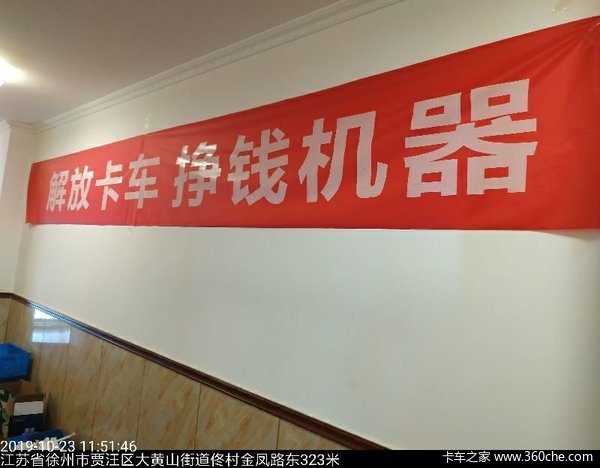 解放卡车 挣钱机器
2019-10-23 11:51:46
江苏省徐州市贾汪区大黄山街道佟村金凤路东323米
卡车之家 www.360che.com